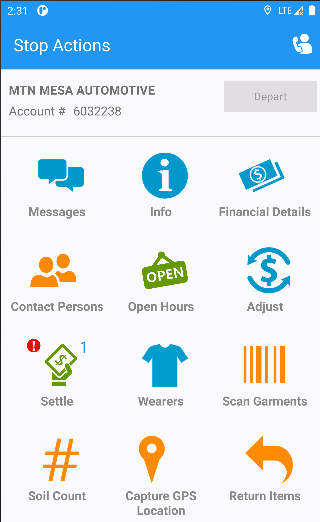 2:31
LTE
Stop Actions
MTN MESA AUTOMOTIVE
Depart
Account # 6032238
Messages
Info
Financial Details
OPEN
Contact Persons
Open Hours
Adjust
1
Settle
Wearers
Scan Garments
#
Soil Count
Capture GPS
Location
Return Items